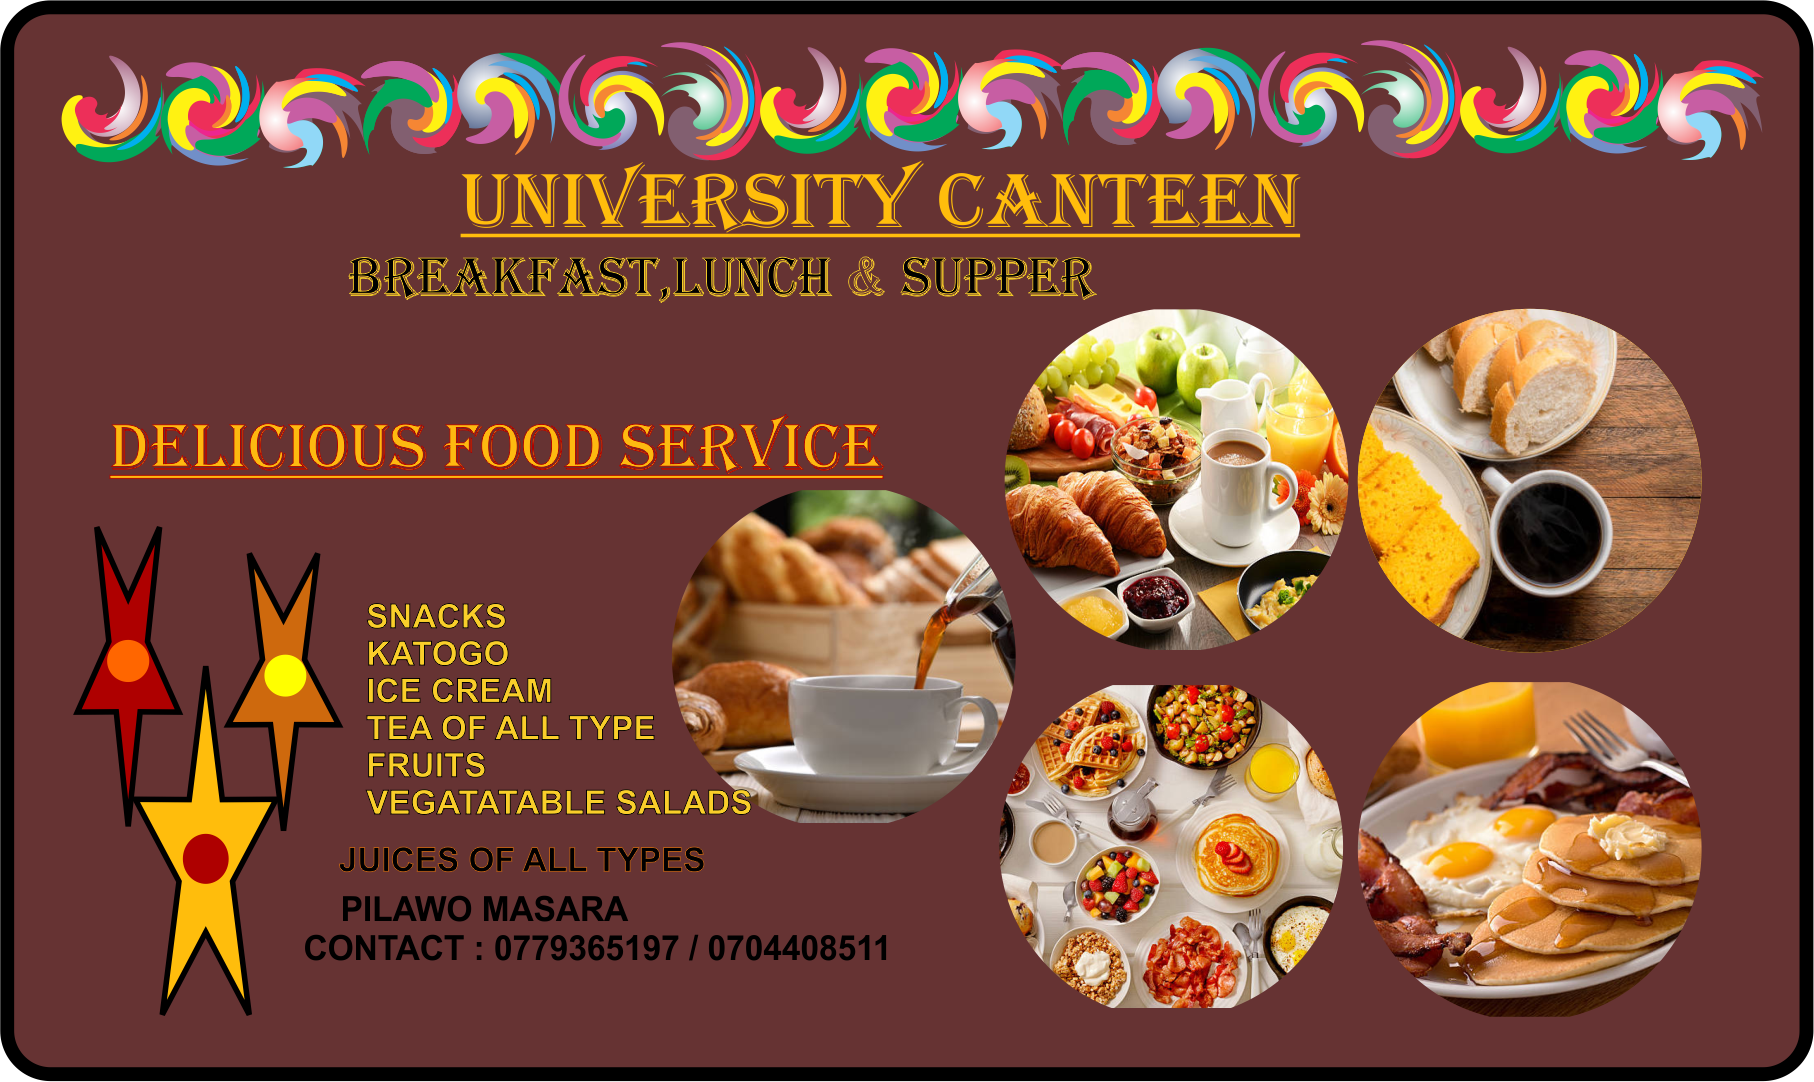 UNIVERSITY CANTEEN
BREAKFAST,LUNCH & SUPPER
DELICIOUS FOOD SERVICE
SNACKS
KATOGO
ICE CREAM
TEA OF ALL TYPE
FRUITS
VEGATATABLE SALADS
JUICES OF ALL TYPES
PILAWO MASARA
CONTACT : 0779365197 / 0704408511